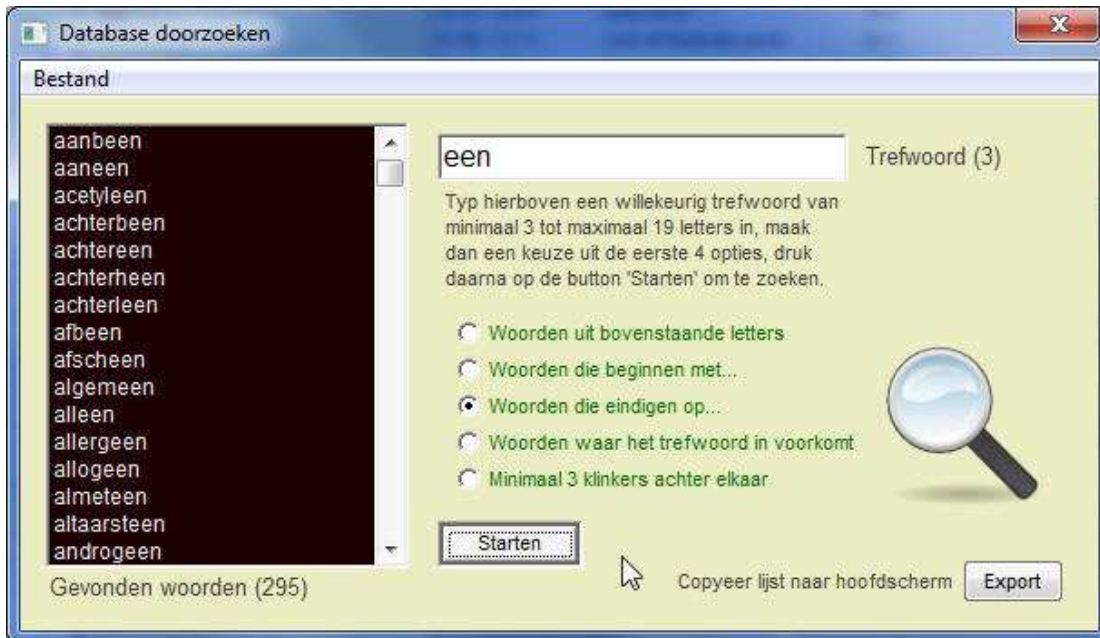 Database doorzoeken
Bestand
aanbeen
aaneen
acetyleen
achterbeen
achtereen
achterheen
achterleen
afbeen
afscheen
algemeen
alleen
allergeen
allogeen
almeteen
altaarsteen
androgeen
Gevonden woorden (295)
een
Trefwoord (3)
Typ hierboven een willekeurig trefwoord van
minimaal 3 tot maximaal 19 letters in, maak
dan een keuze uit de eerste 4 opties, druk
daarna op de button 'Starten' om te zoeken.
Woorden uit bovenstaande letters
Woorden die beginnen met...
Woorden die eindigen op...
Woorden waar het trefwoord in voorkomt
Minimaal 3 klinkers achter elkaar
Starten
Copyeer lijst naar hoofdscherm
Export